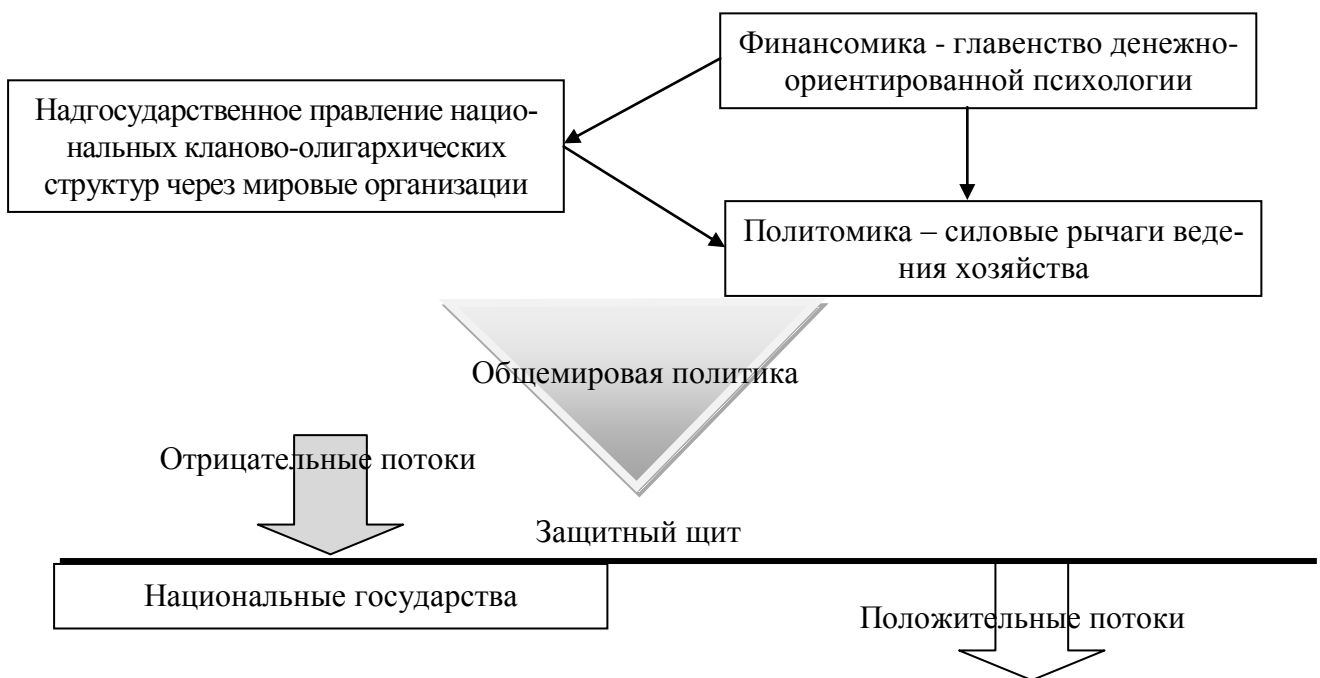 Финансомика - главенство денежно-
ориентированной психологии
Надгосударственное правление нацио-
нальных кланово-олигархических
структур через мировые организации
Политомика – силовые рычаги веде-
ния хозяйства
Общемировая политика
Отрицательные потоки
Защитный щит
Национальные государства
Положительные потоки